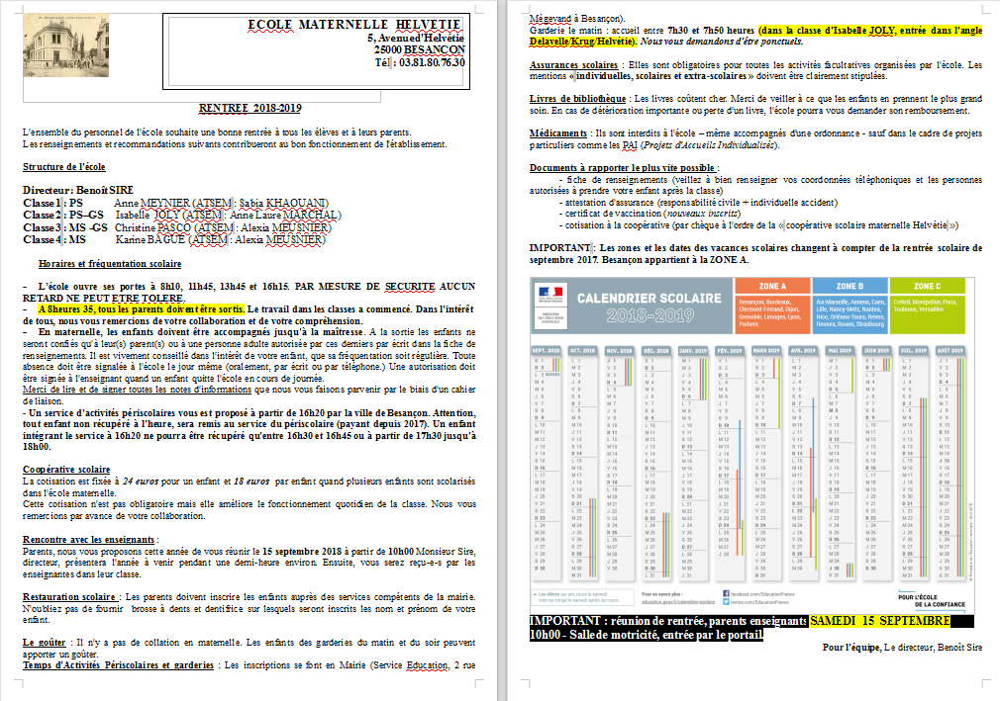 ECOLE MATERNELLE HELVETIE
5, Avenue d'Helvétie
25000 BESANÇON
Tél : 03.81.80.76.30
RENTREE 2018-2019
L'ensemble du personnel de l'école souhaite une bonne rentrée à tous les élèves et à leurs parents.
Les renseignements et recommandations suivants contribueront au bon fonctionnement de l'établissement.
Structure de l'école
Directeur : Benoît SIRE
Classe 1 : PS Anne MEYNIER (ATSEM : Sabia KHAOUANI)
Classe 2 : PS–GS Isabelle JOLY (ATSEM : Anne Laure MARCHAL)
Classe 3 : MS -GS Christine PASCO (ATSEM : Alexia MEUSNIER)
Classe 4 : MS Karine BAGUE (ATSEM : Alexia MEUSNIER)
Horaires et fréquentation scolaire
– L'école ouvre ses portes à 8h10, 11h45, 13h45 et 16h15. PAR MESURE DE SECURITE AUCUN
RETARD NE PEUT ETRE TOLERE.
– A 8heures 35, tous les parents doivent être sortis. Le travail dans les classes a commencé. Dans l'intérêt
de tous, nous vous remercions de votre collaboration et de votre compréhension.
– En maternelle, les enfants doivent être accompagnés jusqu'à la maîtresse. A la sortie les enfants ne
seront confiés qu'à leur(s) parent(s) ou à une personne adulte autorisée par ces derniers par écrit dans la fiche de
renseignements. Il est vivement conseillé dans l'intérêt de votre enfant, que sa fréquentation soit régulière. Toute
absence doit être signalée à l'école le jour même (oralement, par écrit ou par téléphone.) Une autorisation doit
être signée à l'enseignant quand un enfant quitte l'école en cours de journée.
Merci de lire et de signer toutes les notes d'informations que nous vous faisons parvenir par le biais d'un cahier
de liaison.
- Un service d'activités périscolaires vous est proposé à partir de 16h20 par la ville de Besançon. Attention,
tout enfant non récupéré à l'heure, sera remis au service du périscolaire (payant depuis 2017). Un enfant
intégrant le service à 16h20 ne pourra être récupéré qu'entre 16h30 et 16h45 ou à partir de 17h30 jusqu'à
18h00.
Coopérative scolaire
La cotisation est fixée à 24 euros pour un enfant et 18 euros par enfant quand plusieurs enfants sont scolarisés
dans l'école maternelle.
Cette cotisation n'est pas obligatoire mais elle améliore le fonctionnement quotidien de la classe. Nous vous
remercions par avance de votre collaboration.
Rencontre avec les enseignants :
Parents, nous vous proposons cette année de vous réunir le 15 septembre 2018 à partir de 10h00 Monsieur Sire,
directeur, présentera l'année à venir pendant une demi-heure environ. Ensuite, vous serez reçu-e-s par les
enseignantes dans leur classe.
Restauration scolaire : Les parents doivent inscrire les enfants auprès des services compétents de la mairie.
N'oubliez pas de fournir brosse à dents et dentifrice sur lesquels seront inscrits les nom et prénom de votre
enfant.
Le goûter : Il n'y a pas de collation en maternelle. Les enfants des garderies du matin et du soir peuvent
apporter un goûter.
Temps d'Activités Périscolaires et garderies : Les inscriptions se font en Mairie (Service Education, 2 rue
Mégevand à Besançon).
Garderie le matin : accueil entre 7h30 et 7h50 heures (dans la classe d'Isabelle JOLY, entrée dans l'angle
Delavelle/Krug/Helvétie). Nous vous demandons d'être ponctuels.
Assurances scolaires : Elles sont obligatoires pour toutes les activités facultatives organisées par l'école. Les
mentions « individuelles, scolaires et extra-scolaires » doivent être clairement stipulées.
Livres de bibliothèque : Les livres coûtent cher. Merci de veiller à ce que les enfants en prennent le plus grand
soin. En cas de détérioration importante ou perte d'un livre, l'école pourra vous demander son remboursement.
Médicaments : Ils sont interdits à l'école – même accompagnés d'une ordonnance - sauf dans le cadre de projets
particuliers comme les PAI (Projets d'Accueils Individualisés).
Documents à rapporter le plus vite possible :
- fiche de renseignements (veillez à bien renseigner vos coordonnées téléphoniques et les personnes
autorisées à prendre votre enfant après la classe)
- attestation d'assurance (responsabilité civile + individuelle accident)
- certificat de vaccination (nouveaux inscrits)
- cotisation à la coopérative (par chèque à l'ordre de la « coopérative scolaire maternelle Helvétie »)
IMPORTANT : Les zones et les dates des vacances scolaires changent à compter de la rentrée scolaire de
septembre 2017. Besançon appartient à la ZONE A.
CALENDRIER SCOLAIRE
2018-2019
ZONE A
Besançon, Bordeaux,
Clermont-Ferrand, Dijon,
Grenoble, Limoges, Lyon,
Poitiers
ZONE B
Aix-Marseille, Amiens, Caen,
Lille, Nancy-Metz, Nantes,
Nice, Orléans-Tours, Reims,
Rennes, Rouen, Strasbourg
ZONE C
Créteil, Montpellier, Paris,
Toulouse, Versailles
SEPT. 2018 OCT. 2018 NOV. 2018 DÉC. 2018 JANV. 2019 FÉV. 2019 MARS 2019 AVR. 2019 MAI 2019 JUIN 2019 JUIL. 2019 AOÛT 2019
Pour en savoir plus :
education.gouv.fr/calendrier-scolaire
facebook.com/EducationFrance
twitter.com/EducationFrance
POUR L'ÉCOLE
DE LA CONFIANCE
IMPORTANT : réunion de rentrée, parents enseignants SAMEDI 15 SEPTEMBRE
10h00 - Salle de motricité, entrée par le portail.
Pour l'équipe, Le directeur, Benoît Sire